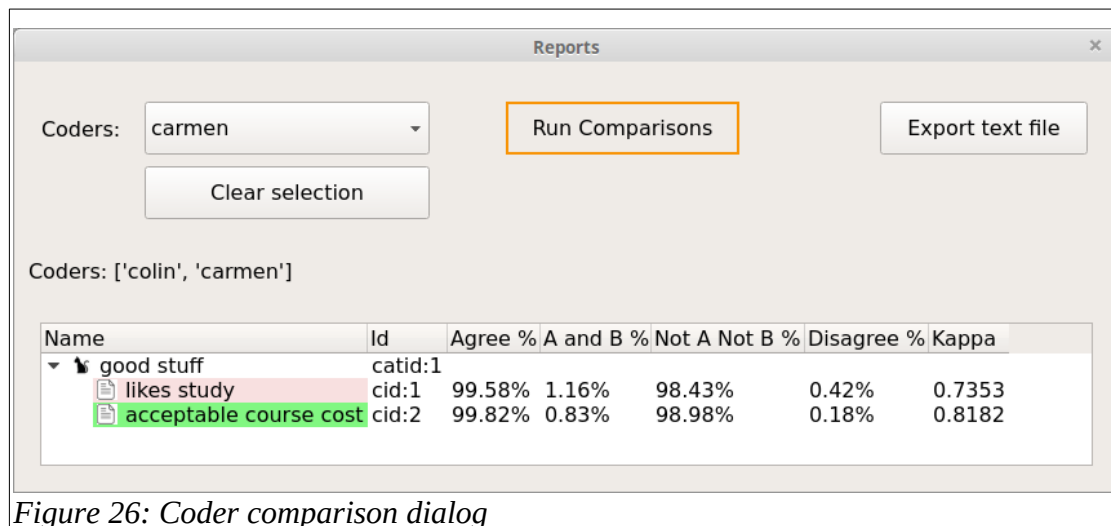 Reports ×
Coders: carmen Run Comparisons Export text file
Clear selection
Coders: ['colin', 'carmen']
Name Id Agree % A and B % Not A Not B % Disagree % Kappa
good stuff catid:1
likes study cid:1 99.58% 1.16% 98.43% 0.42% 0.7353
acceptable course cost cid:2 99.82% 0.83% 98.98% 0.18% 0.8182
Figure 26: Coder comparison dialog